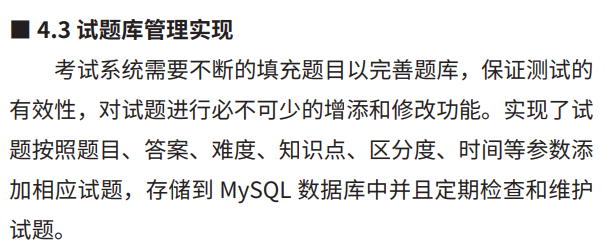 ■ 4.3 试题库管理实现
考试系统需要不断的填充题目以完善题库，保证测试的
有效性，对试题进行必不可少的增添和修改功能。实现了试
题按照题目、答案、难度、知识点、区分度、时间等参数添
加相应试题，存储到 MySQL 数据库中并且定期检查和维护
试题。